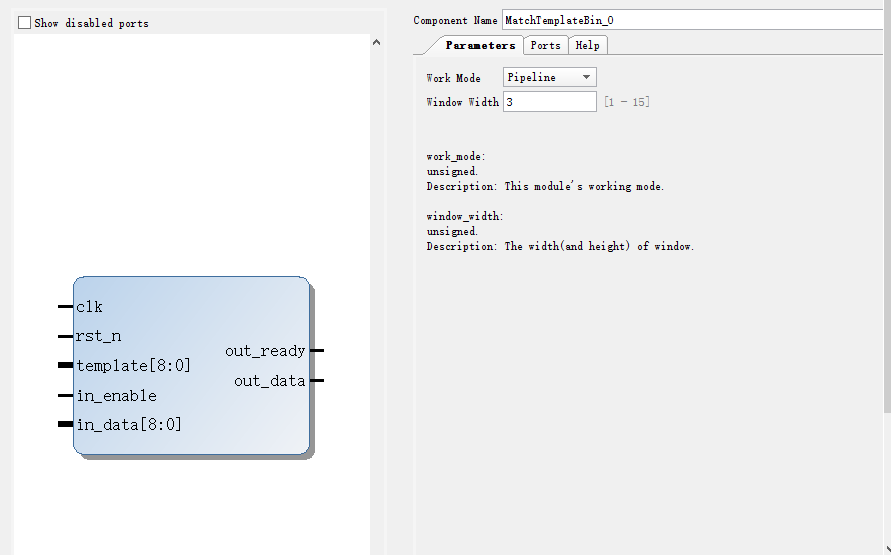 Show disabled ports
clk
rst_n
template[8:0]
in_enable
in_data[8:0]
out_ready
out_data
Component Name MatchTemplateBin_0
Parameters Ports Help
Work Mode Pipeline
Window Width 3 [1 - 15]
work_mode:
unsigned.
Description: This module's working mode.
window_width:
unsigned.
Description: The width(and height) of window.